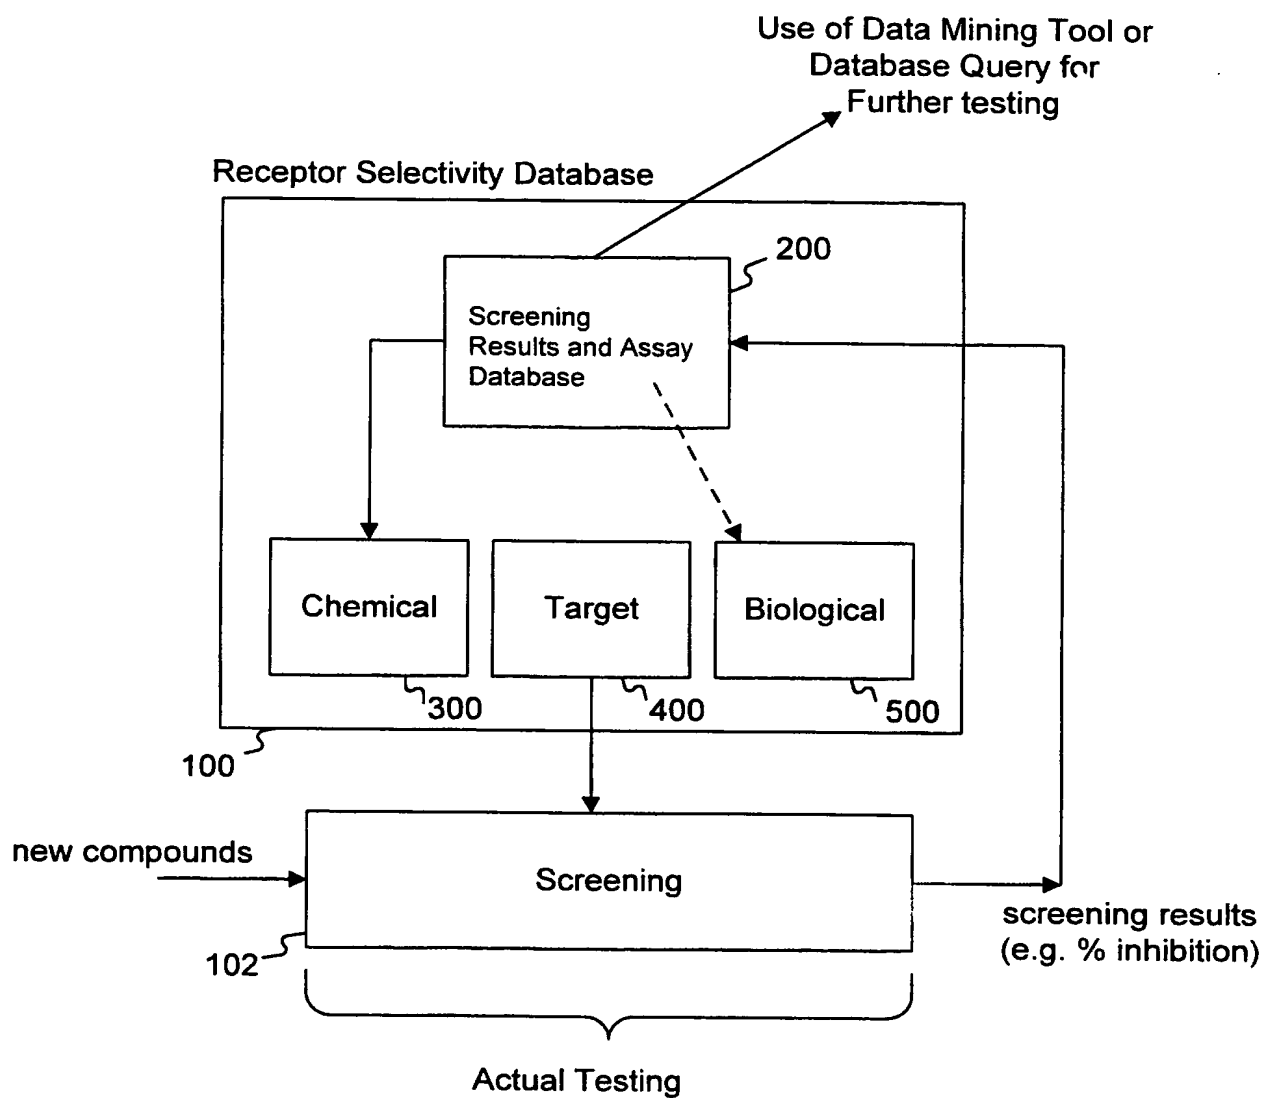 Use of Data Mining Tool or
Database Query for
Further testing
Receptor Selectivity Database
200
Screening
Results and Assay
Database
Chemical
Target
Biological
300
400
500
100
new compounds
Screening
102
screening results
(e.g. % inhibition)
Actual Testing